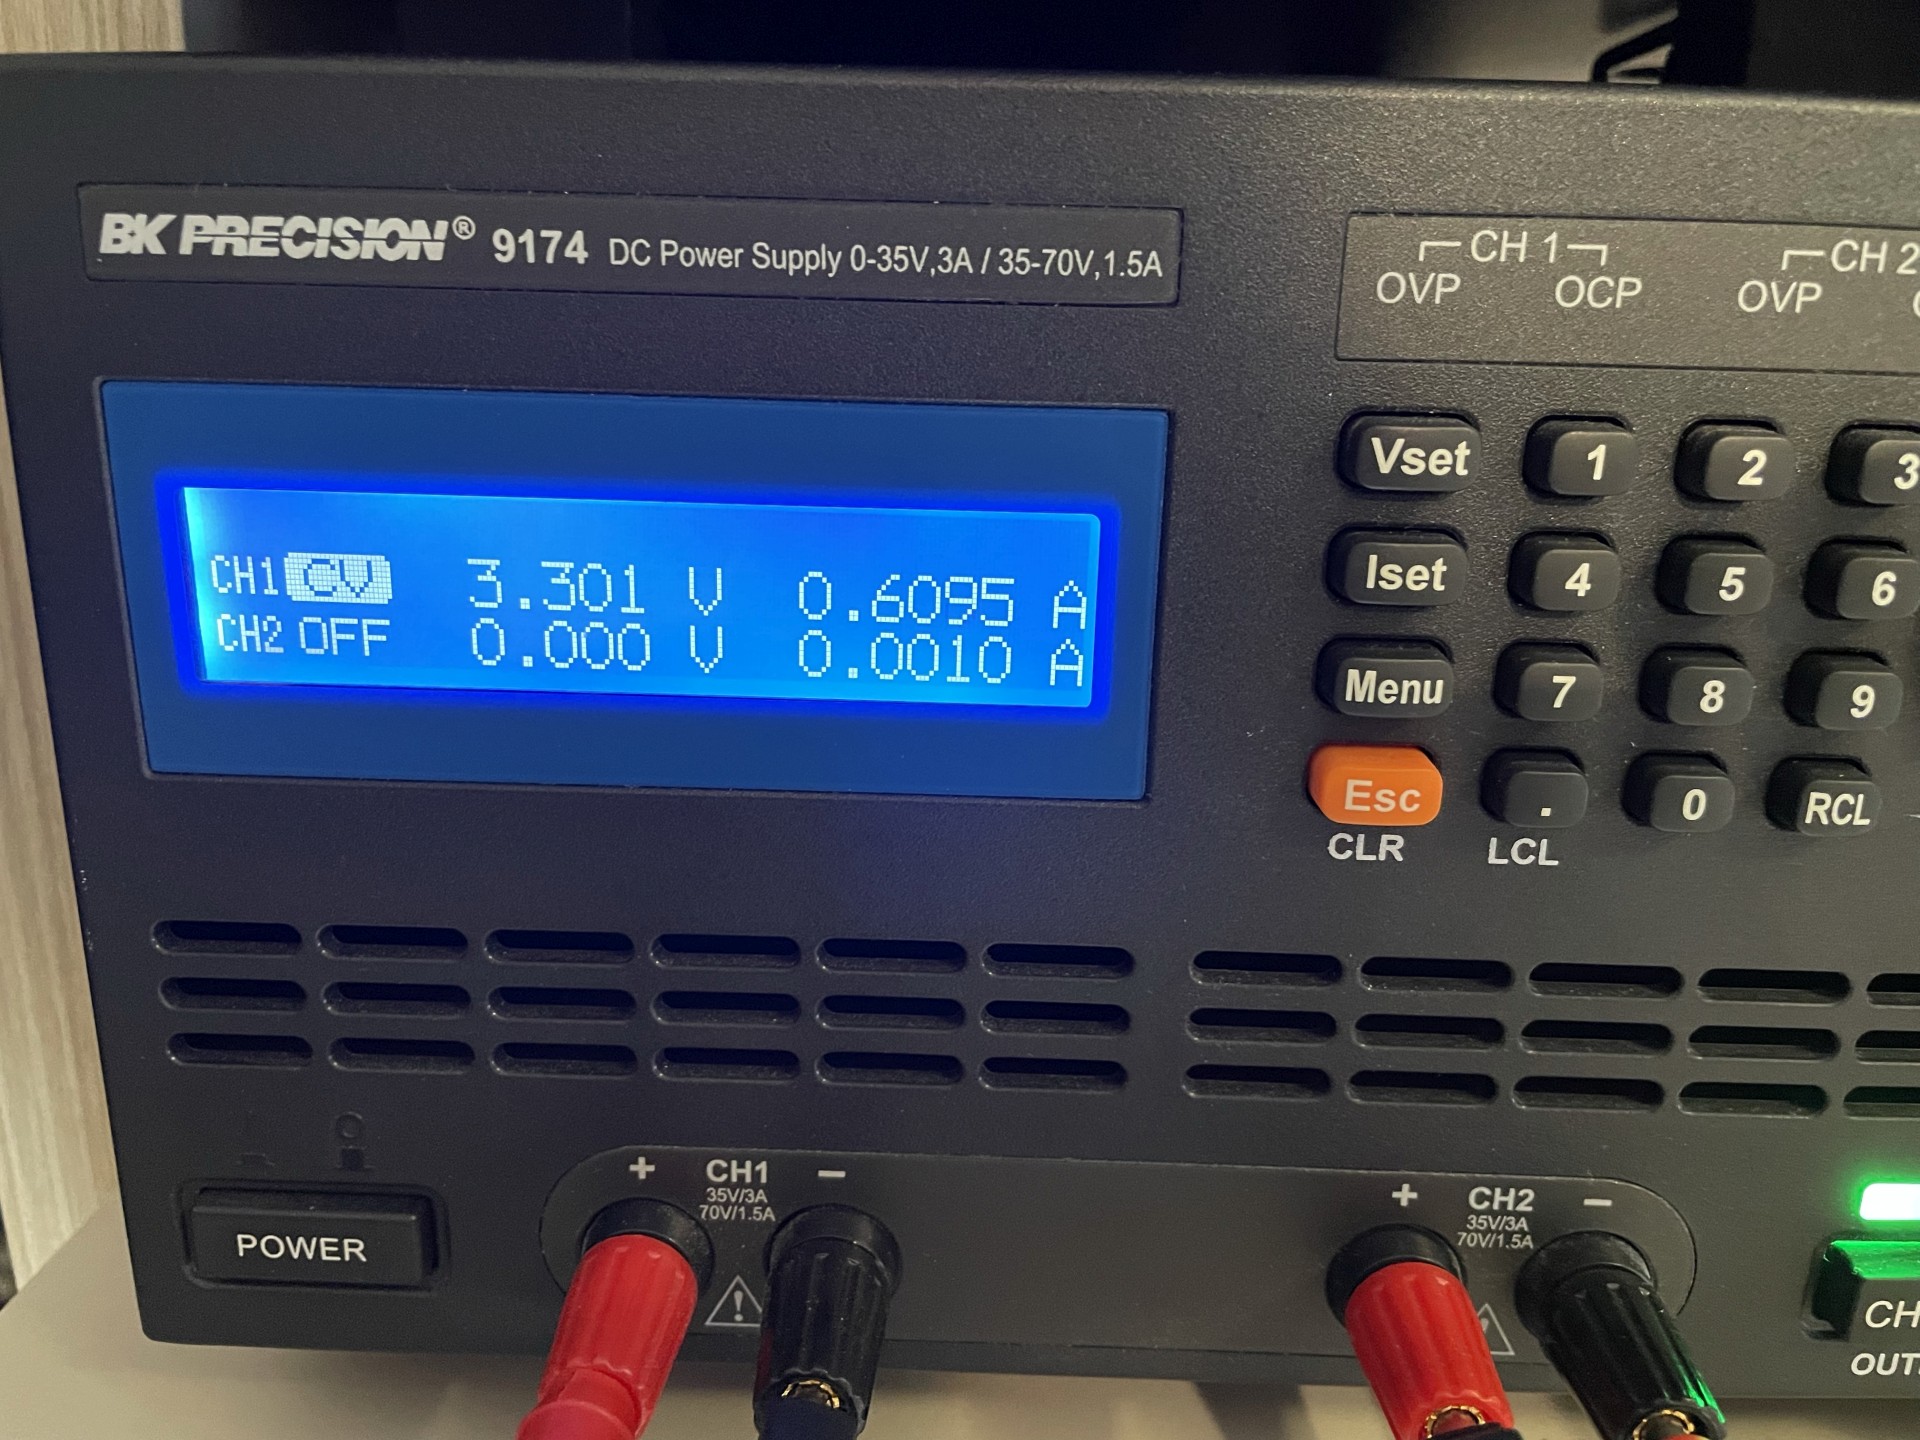 BK PRECISION® 9174 DC Power Supply 0-35V,3A / 35-70V,1.5A
CH 1
OVP OCP
CH 2
OVP
CH1 CV 3.301 V 0.6095 A
CH2 OFF 0.000 V 0.0010 A
Vset 1 2 3
Iset 4 5 6
Menu 7 8 9
Esc . 0 RCL
CLR LCL
POWER
+ CH1 −
35V/3A
70V/1.5A
+ CH2 −
35V/3A
70V/1.5A